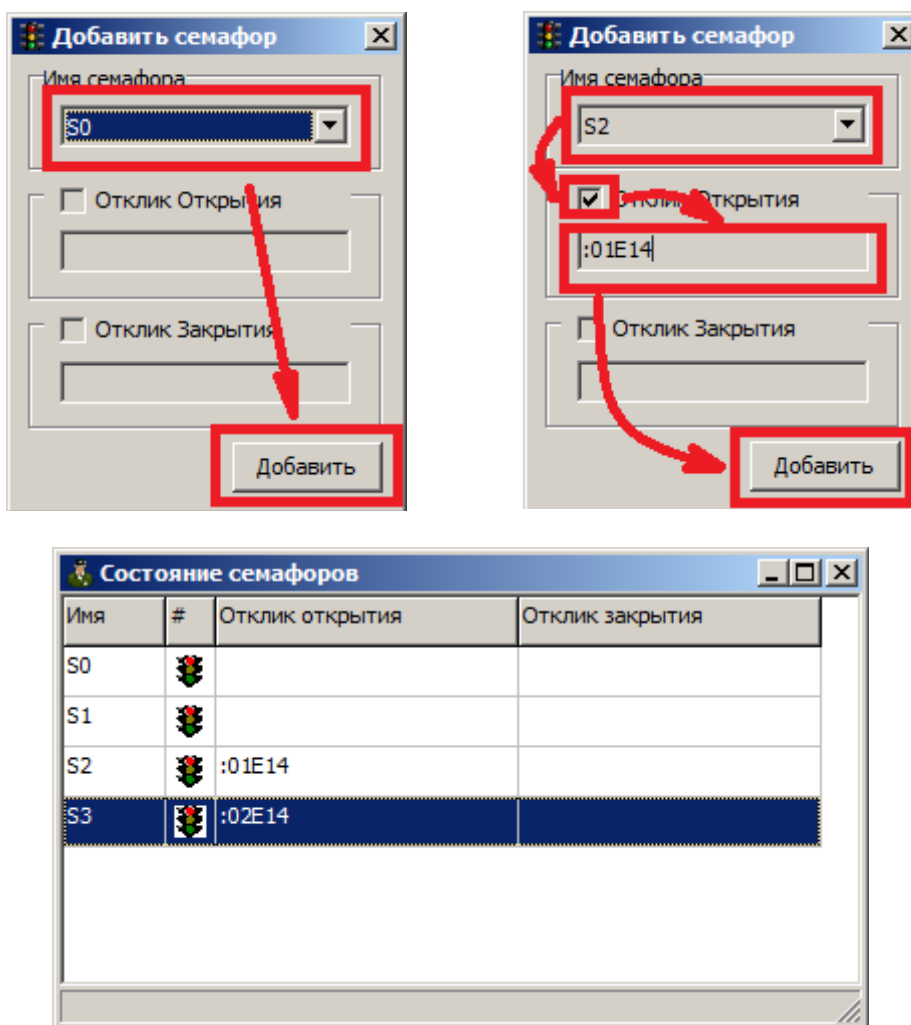 Добавить семафор
Имя семафора
S0
Отклик Открытия
Отклик Закрытия
Добавить
Добавить семафор
Имя семафора
S2
Отклик Открытия
:01E14
Отклик Закрытия
Добавить
Состояние семафоров
Имя # Отклик открытия Отклик закрытия
S0
S1
S2 :01E14
S3 :02E14